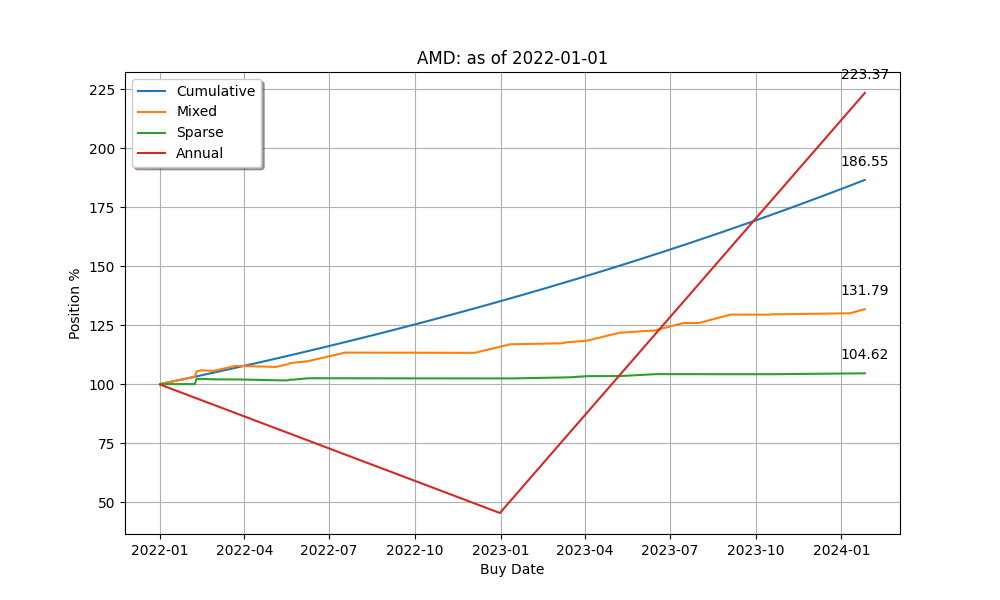 AMD: as of 2022-01-01
Cumulative
Mixed
Sparse
Annual
223.37
186.55
131.79
104.62
225
200
175
150
125
100
75
50
Position %
2022-01 2022-04 2022-07 2022-10 2023-01 2023-04 2023-07 2023-10 2024-01
Buy Date